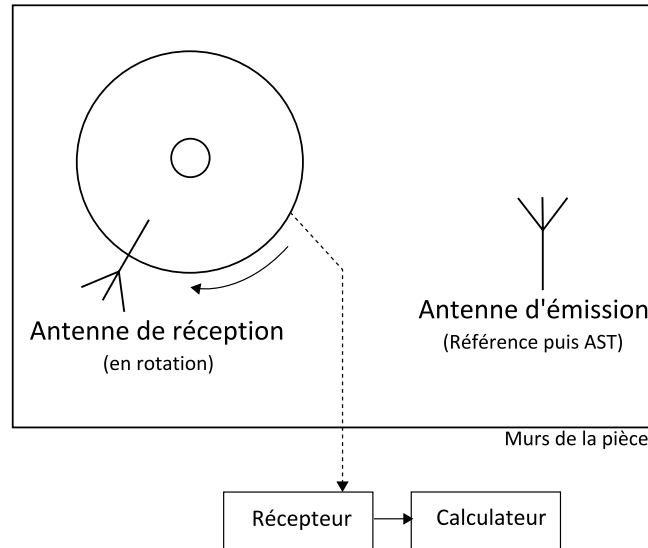 Antenne de réception
(en rotation)
Antenne d'émission
(Référence puis AST)
Murs de la pièce
Récepteur
Calculateur